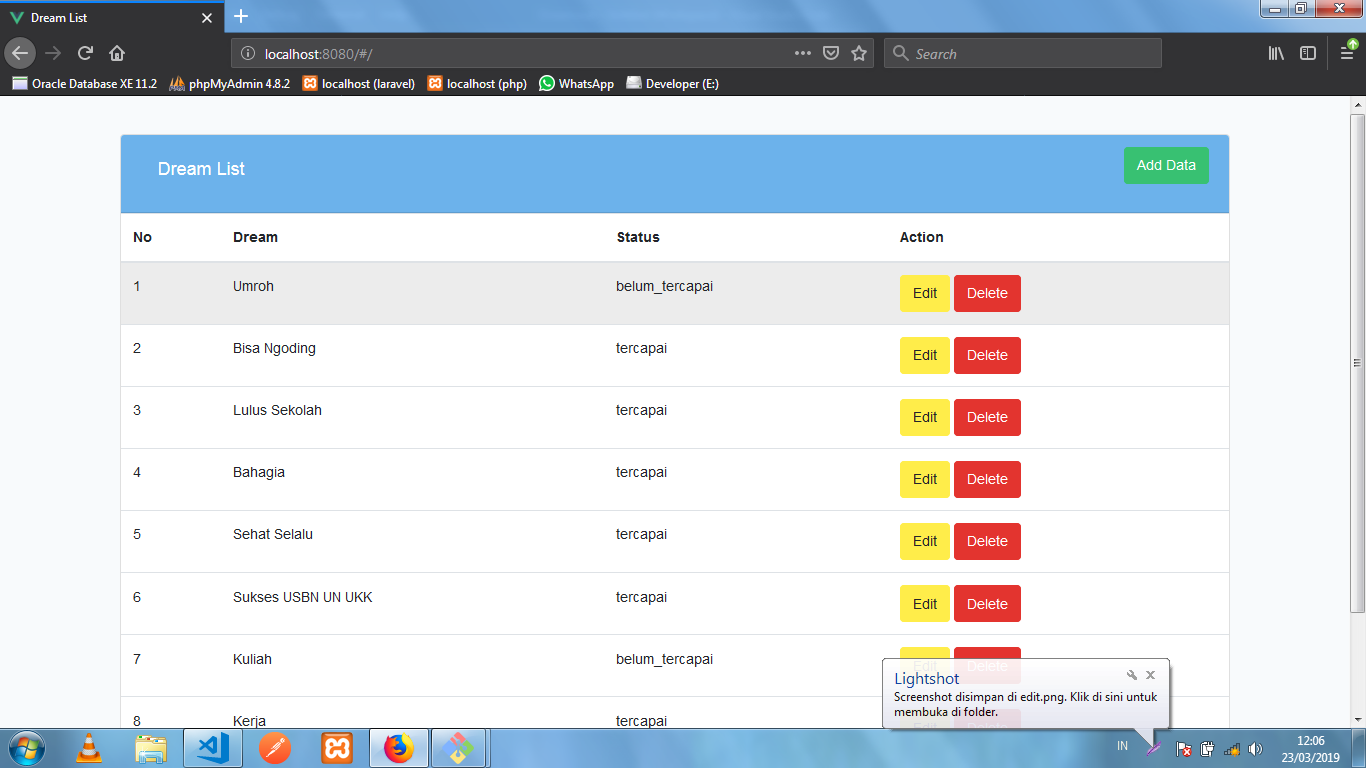 Dream List
localhost:8080/#/
Search
Oracle Database XE 11.2 phpMyAdmin 4.8.2 localhost (laravel) localhost (php) WhatsApp Developer (E:)
Dream List
Add Data
No Dream Status Action
1 Umroh belum_tercapai Edit Delete
2 Bisa Ngoding tercapai Edit Delete
3 Lulus Sekolah tercapai Edit Delete
4 Bahagia tercapai Edit Delete
5 Sehat Selalu tercapai Edit Delete
6 Sukses USBN UN UKK tercapai Edit Delete
7 Kuliah belum_tercapai
8 Kerja tercapai
Lightshot
Screenshot disimpan di edit.png. Klik di sini untuk
membuka di folder.
IN
12:06
23/03/2019